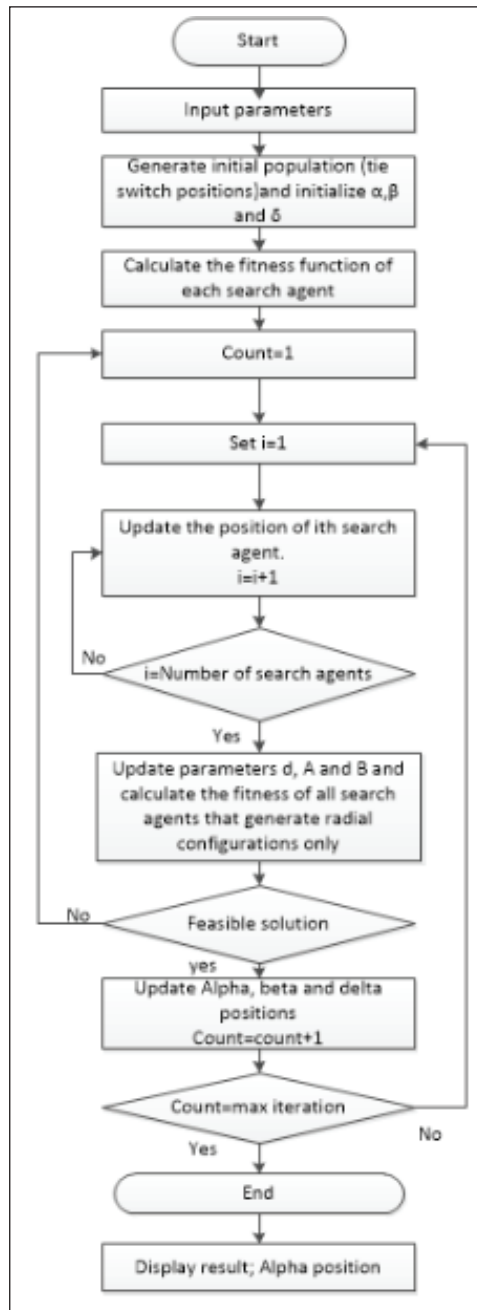 Start
Input parameters
Generate initial population (tie
switch positions)and initialize α,β
and δ
Calculate the fitness function of
each search agent
Count=1
Set i=1
Update the position of ith search
agent.
i=i+1
No
i=Number of search agents
Yes
Update parameters d, A and B and
calculate the fitness of all search
agents that generate radial
configurations only
No
Feasible solution
yes
Update Alpha, beta and delta
positions
Count=count+1
Count=max iteration
No
Yes
End
Display result; Alpha position